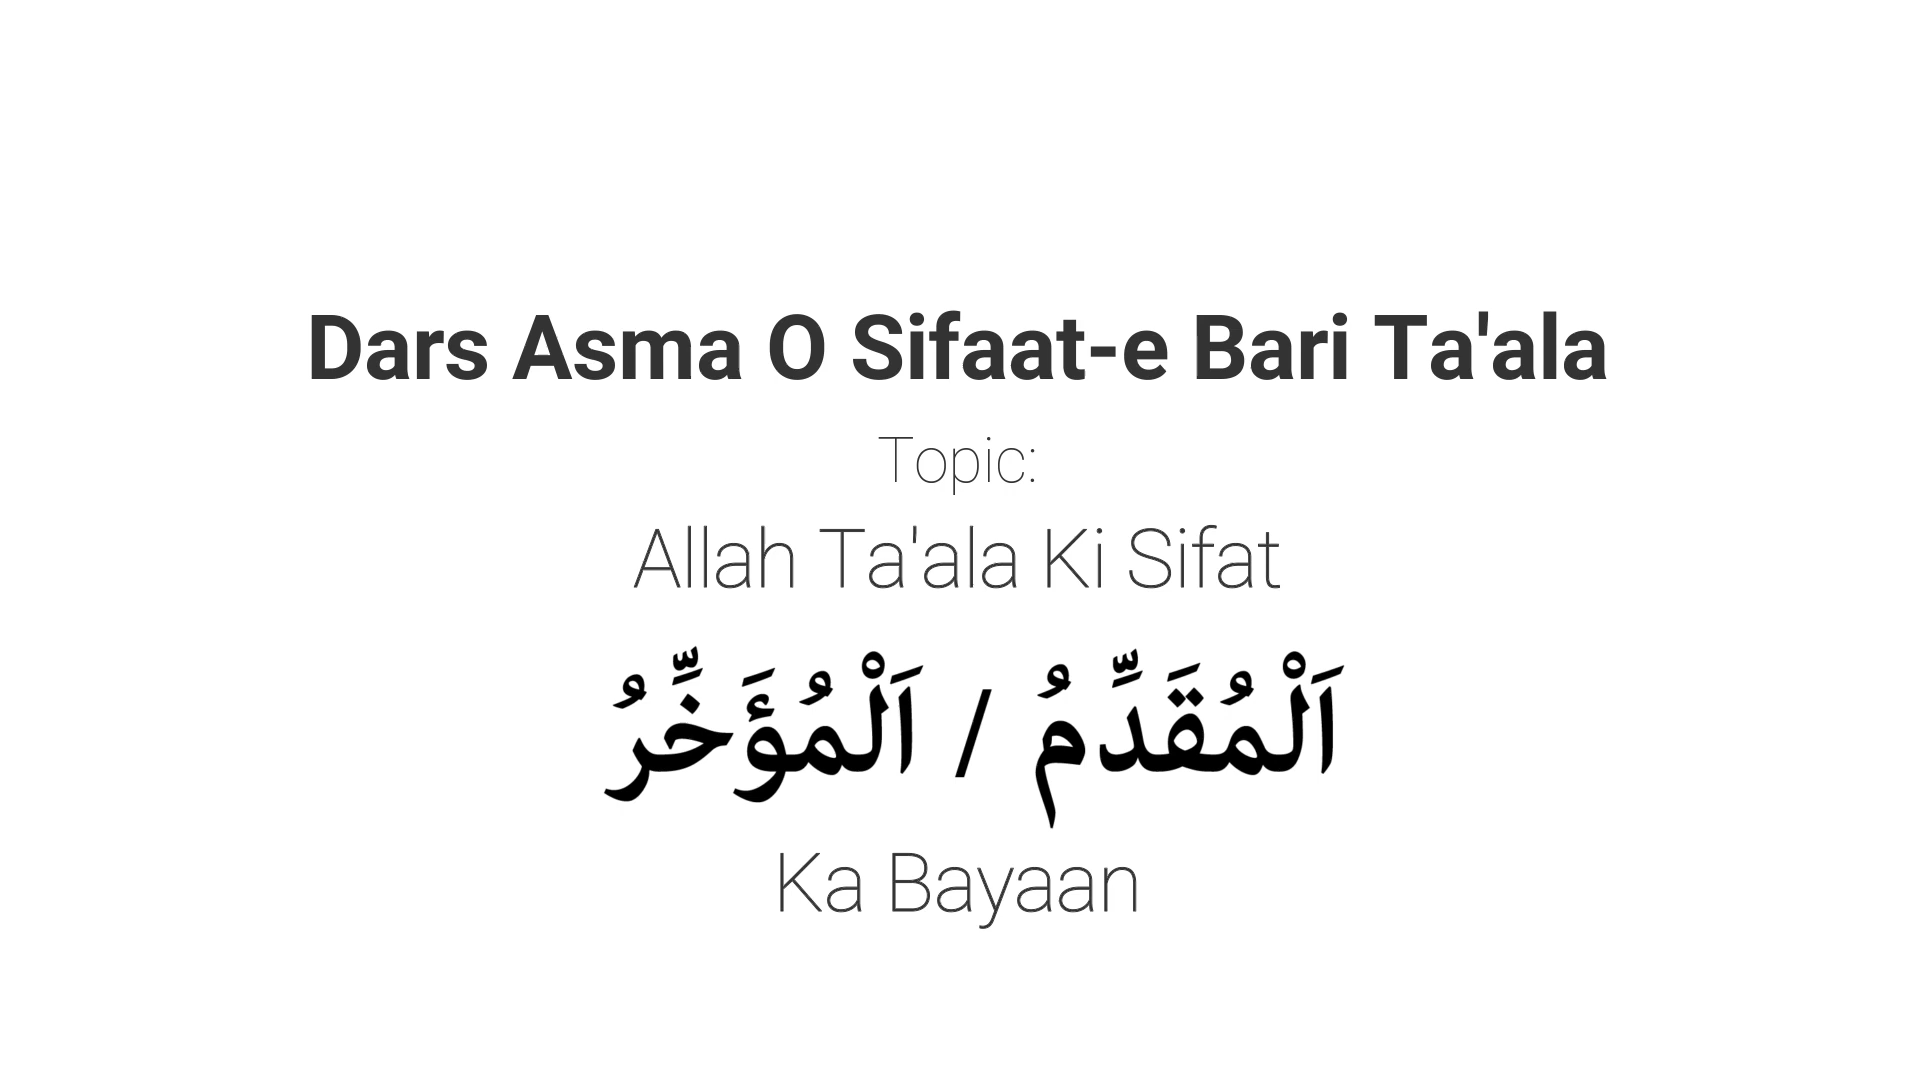 Dars Asma O Sifaat-e Bari Ta'ala
Topic:
Allah Ta'ala Ki Sifat
اَلْمُقَدِّمُ / اَلْمُؤَخِّرُ
Ka Bayaan